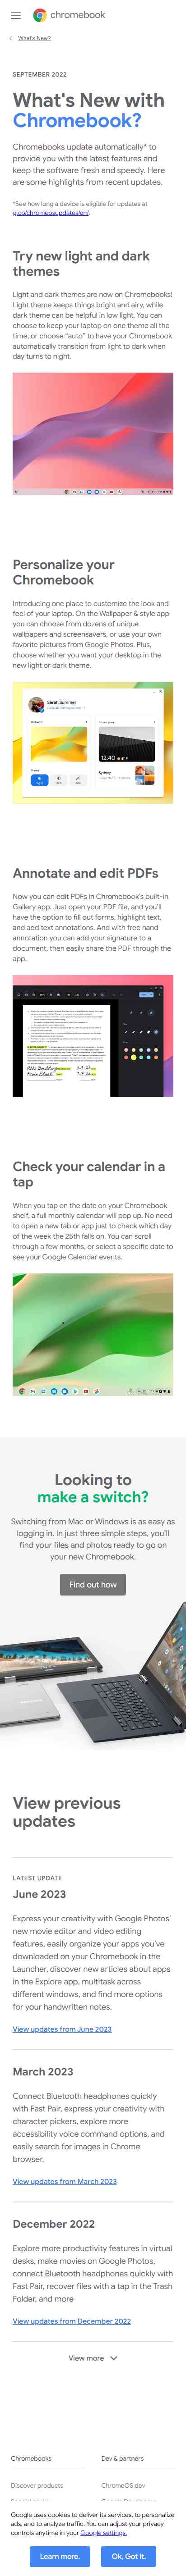 chromebook
What's New?
SEPTEMBER 2022
What's New with
Chromebook?
Chromebooks update automatically* to
provide you with the latest features and
keep the software fresh and speedy. Here
are some highlights from recent updates.
*See how long a device is eligible for updates at
g.co/chromeosupdates/en/.
Try new light and dark
themes
Light and dark themes are now on Chromebooks!
Light theme keeps things bright and airy, while
dark theme can be helpful in low light. You can
choose to keep your laptop on one theme all the
time, or choose “auto” to have your Chromebook
automatically transition from light to dark when
day turns to night.
Personalize your
Chromebook
Introducing one place to customize the look and
feel of your laptop. On the Wallpaper & style app
you can choose from dozens of unique
wallpapers and screensavers, or use your own
favorite pictures from Google Photos. Plus,
choose whether you want your desktop in the
new light or dark theme.
Sarah Summer
12:40
Sydney
Annotate and edit PDFs
Now you can edit PDFs in Chromebook's built-in
Gallery app. Just open your PDF file, and you'll
have the option to fill out forms, highlight text,
and add text annotations. And with free hand
annotation you can add your signature to a
document, then easily share the PDF through the
app.
Check your calendar in a
tap
When you tap on the date on your Chromebook
shelf, a full monthly calendar will pop up. No need
to open a new tab or app just to check which day
of the week the 25th falls on. You can scroll
through a few months, or select a specific date to
see your Google Calendar events.
Looking to
make a switch?
Switching from Mac or Windows is as easy as
logging in. In just three simple steps, you'll
find your files and photos ready to go on
your new Chromebook.
Find out how
View previous
updates
LATEST UPDATE
June 2023
Express your creativity with Google Photos'
new movie editor and video editing
features, easily organize your apps you've
downloaded on your Chromebook in the
Launcher, discover new articles about apps
in the Explore app, multitask across
different windows, and find more options
for your handwritten notes.
View updates from June 2023
March 2023
Connect Bluetooth headphones quickly
with Fast Pair, express your creativity with
character pickers, explore more
accessibility voice command options, and
easily search for images in Chrome
browser.
View updates from March 2023
December 2022
Explore more productivity features in virtual
desks, make movies on Google Photos,
connect Bluetooth headphones quickly with
Fast Pair, recover files with a tap in the Trash
Folder, and more
View updates from December 2022
View more
Chromebooks
Dev & partners
Discover products
ChromeOS.dev
Google uses cookies to deliver its services, to personalize
ads, and to analyze traffic. You can adjust your privacy
controls anytime in your Google settings.
Learn more.
Ok, Got it.